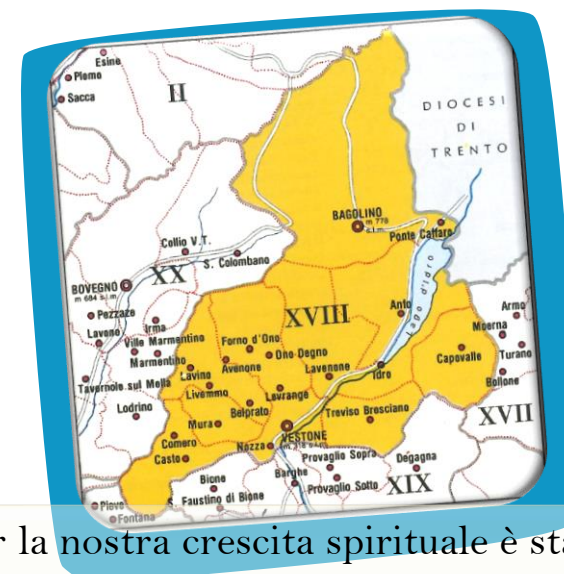 Esine
Plemo
Sacca
II
DIOCESI
DI
TRENTO
BAGOLINO
m 778
s.l.m.
Ponte Caffaro
Collio V.T.
S. Colombano
BOVEGNO
m 684 s.l.m.
XX
Lago d'Idro
Pezzaze
Irma
Lavone
Ville Marmentino
Marmentino
XVIII
Anfo
Armo
Moerna
Forno d'Ono
Ono Degno
Avenone
Lavino
Lavenone
Idro
Capovalle
Turano
Bollone
Tavernole sul Mella
Livemmo
Levrange
Lodrino
Belprato
Treviso Bresciano
Mura
XVII
Comero
Nozza
VESTONE
Casto
Provaglio Sopra
Degagna
Bione
Barghe
Provaglio Sotto
XIX
S. Faustino di Bione
Pieve
Fontana
r la nostra crescita spirituale è sta